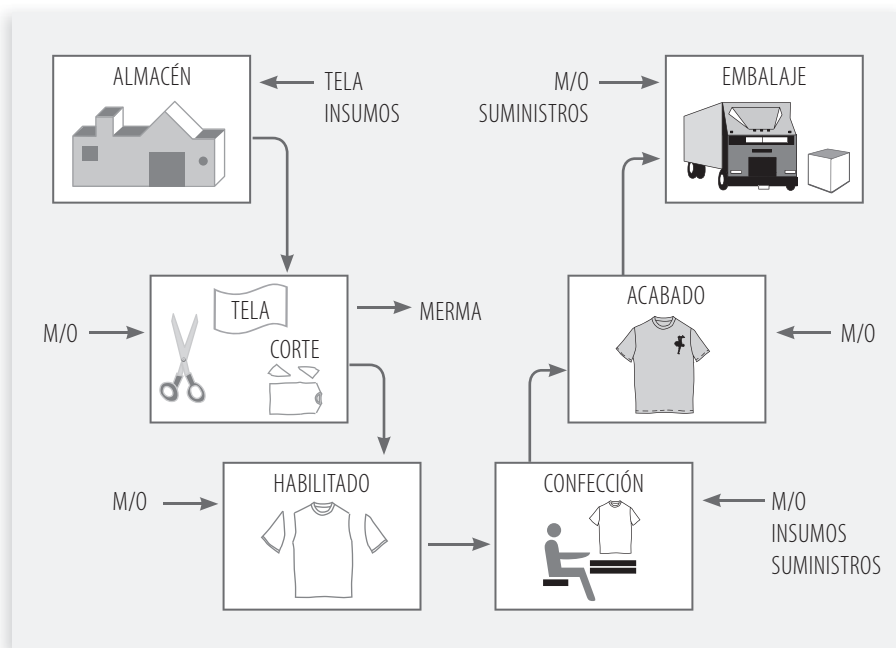 ALMACÉN
TELA
INSUMOS
M/O
SUMINISTROS
EMBALAJE
M/O
TELA
CORTE
MERMA
ACABADO
M/O
M/O
HABILITADO
CONFECCIÓN
M/O
INSUMOS
SUMINISTROS